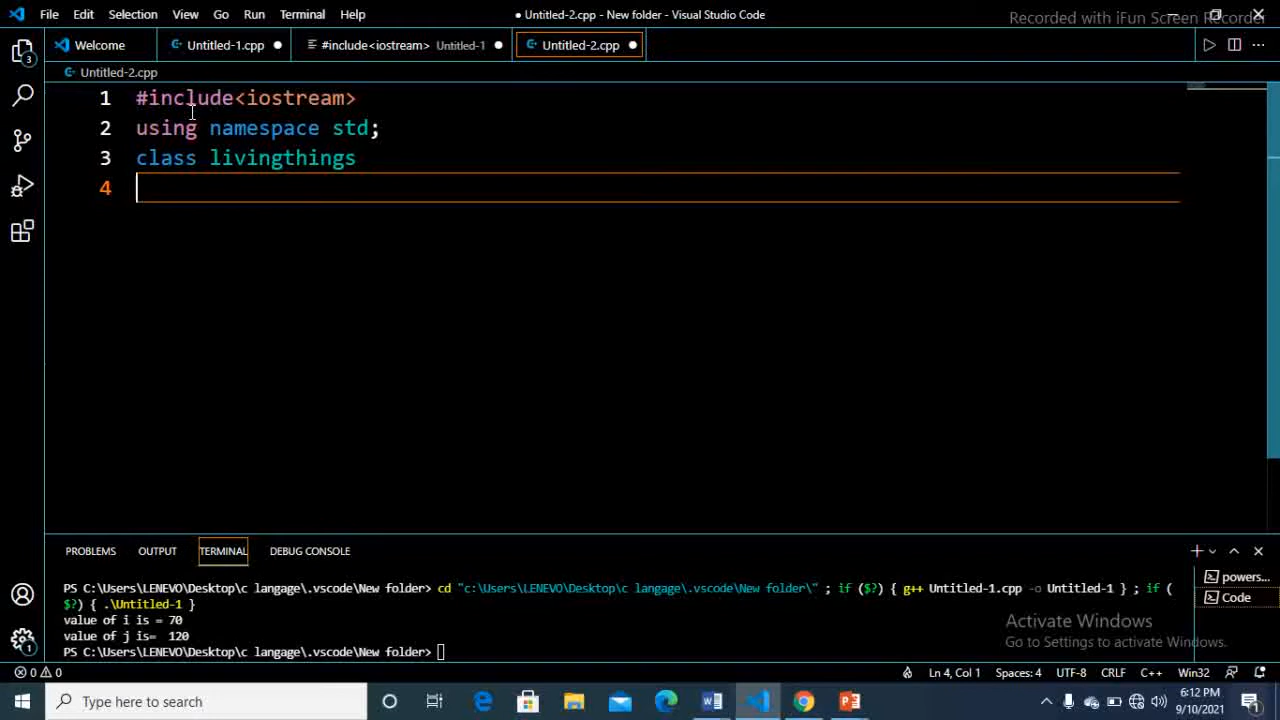 File Edit Selection View Go Run Terminal Help
● Untitled-2.cpp - New folder - Visual Studio Code
Recorded with iFun Screen Recorder
Welcome Untitled-1.cpp #include<iostream> Untitled-1 Untitled-2.cpp
3
Untitled-2.cpp
1 #include<iostream>
2 using namespace std;
3 class livingthings
4
PROBLEMS OUTPUT TERMINAL DEBUG CONSOLE
PS C:\Users\LENEVO\Desktop\c langage\.vscode\New folder> cd "c:\Users\LENEVO\Desktop\c langage\.vscode\New folder\" ; if ($?) { g++ Untitled-1.cpp -o Untitled-1 } ; if (
$?) { .\Untitled-1 }
value of i is = 70
value of j is=  120
PS C:\Users\LENEVO\Desktop\c langage\.vscode\New folder>
powers...
Code
Activate Windows
Go to Settings to activate Windows.
1
0 0 Ln 4, Col 1 Spaces: 4 UTF-8 CRLF C++ Win32
Type here to search
6:12 PM
9/10/2021
1